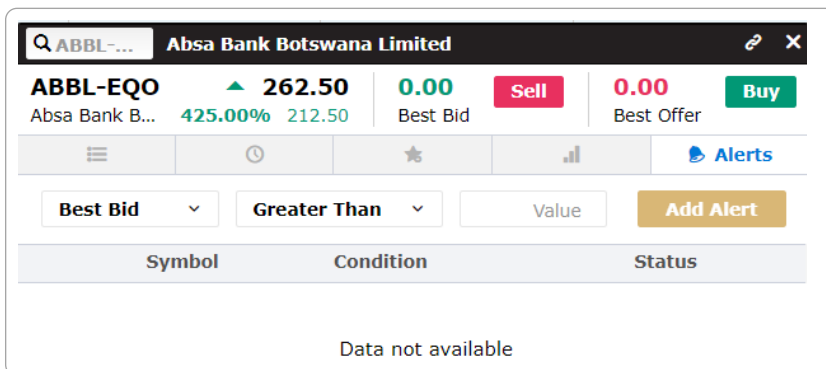 ABBL-... Absa Bank Botswana Limited
ABBL-EQO 262.50 0.00 Sell 0.00 Buy
Absa Bank B... 425.00% 212.50 Best Bid Best Offer
Alerts
Best Bid Greater Than Value Add Alert
Symbol Condition Status
Data not available